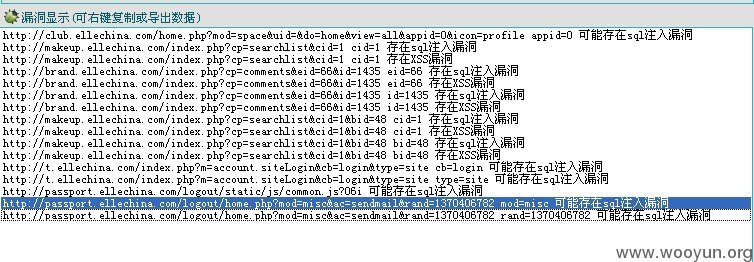 漏洞显示(可右键复制或导出数据)
http://club.ellechina.com/home.php?mod=space&uid=&do=home&view=all&appid=0&icon=profile appid=0 可能存在sql注入漏洞
http://makeup.ellechina.com/index.php?cp=searchlist&cid=1 cid=1 存在sql注入漏洞
http://makeup.ellechina.com/index.php?cp=searchlist&cid=1 cid=1 存在XSS漏洞
http://brand.ellechina.com/index.php?cp=comments&eid=66&id=1435 eid=66 存在sql注入漏洞
http://brand.ellechina.com/index.php?cp=comments&eid=66&id=1435 eid=66 存在XSS漏洞
http://brand.ellechina.com/index.php?cp=comments&eid=66&id=1435 id=1435 存在sql注入漏洞
http://brand.ellechina.com/index.php?cp=comments&eid=66&id=1435 id=1435 存在XSS漏洞
http://makeup.ellechina.com/index.php?cp=searchlist&cid=1&bid=48 cid=1 存在sql注入漏洞
http://makeup.ellechina.com/index.php?cp=searchlist&cid=1&bid=48 cid=1 存在XSS漏洞
http://makeup.ellechina.com/index.php?cp=searchlist&cid=1&bid=48 bid=48 存在sql注入漏洞
http://makeup.ellechina.com/index.php?cp=searchlist&cid=1&bid=48 bid=48 存在XSS漏洞
http://t.ellechina.com/index.php?m=account.siteLogin&cb=login&type=site cb=login 可能存在sql注入漏洞
http://t.ellechina.com/index.php?m=account.siteLogin&cb=login&type=site type=site 可能存在sql注入漏洞
http://passport.ellechina.com/logout/static/js/common.js?06i 可能存在sql注入漏洞
http://passport.ellechina.com/logout/home.php?mod=misc&ac=sendmail&rand=1370406782 mod=misc 可能存在sql注入漏洞
http://passport.ellechina.com/logout/home.php?mod=misc&ac=sendmail&rand=1370406782 rand=1370406782 可能存在sql注入漏洞
www.wooyun.org